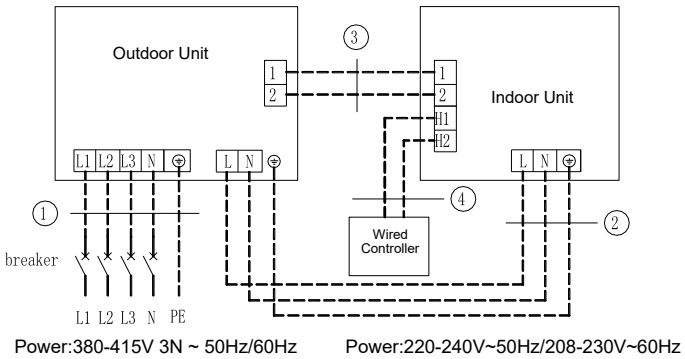 ③
Outdoor Unit
1
2
1
2
H1
H2
Indoor Unit
L1 L2 L3 N
L N
L N
①
④
②
Wired
Controller
breaker
L1 L2 L3 N PE
Power:380-415V 3N ~ 50Hz/60Hz
Power:220-240V~50Hz/208-230V~60Hz